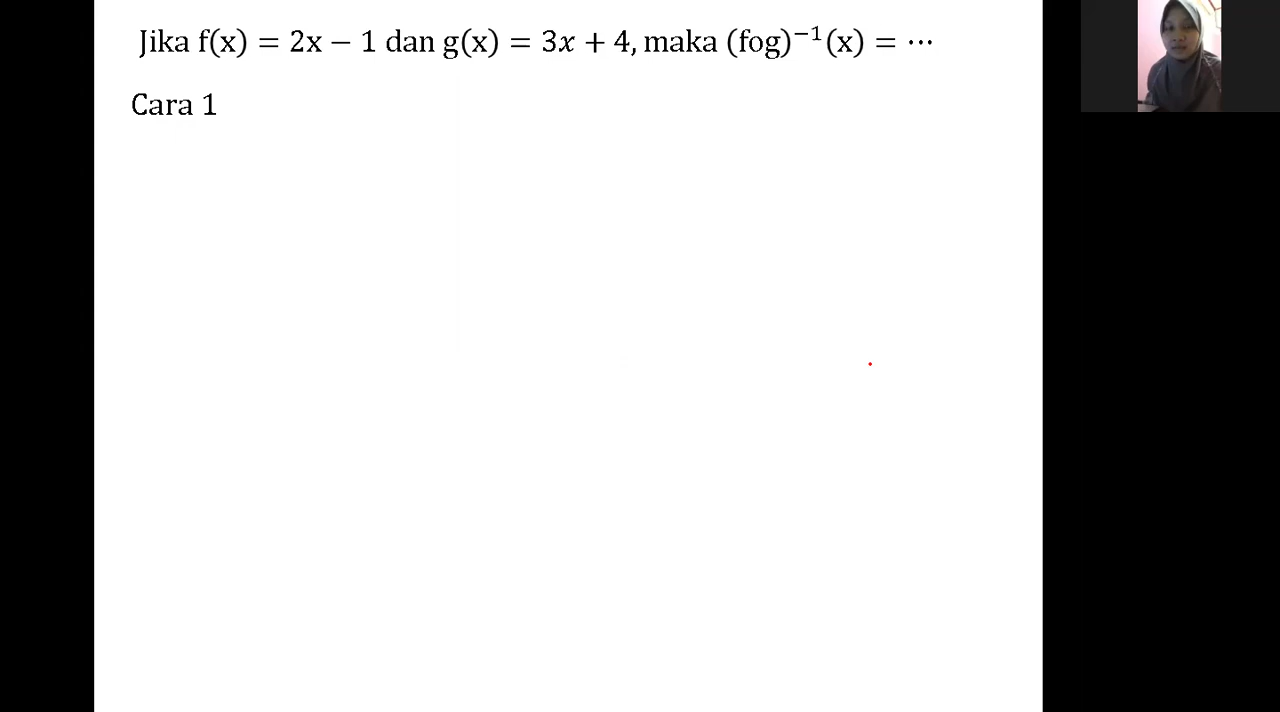 Jika f(x) = 2x − 1 dan g(x) = 3x + 4, maka (fog)⁻¹(x) = ⋯
Cara 1